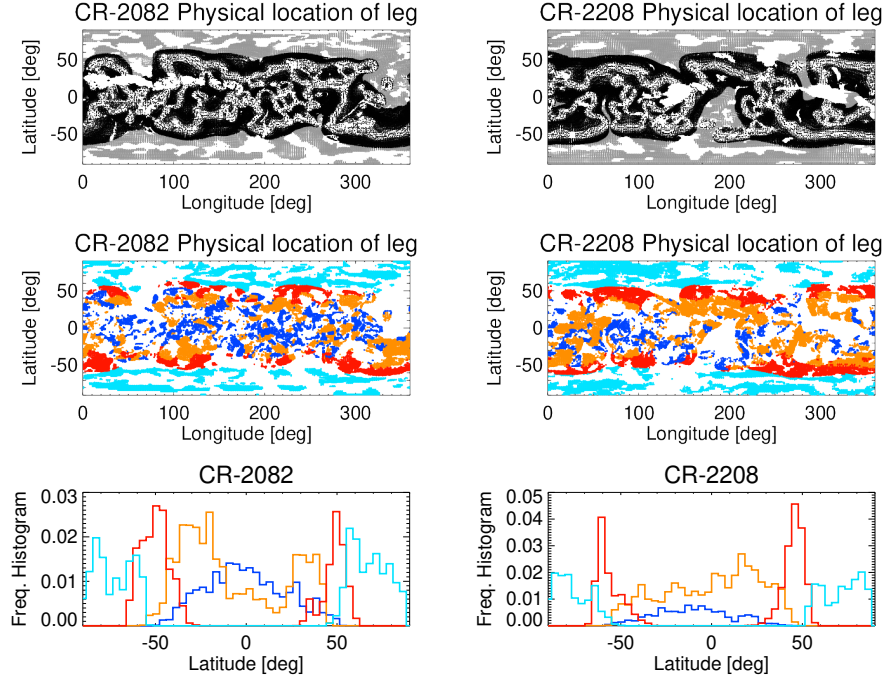 CR-2082 Physical location of leg
CR-2208 Physical location of leg
Latitude [deg]
50
0
-50
0 100 200 300
Longitude [deg]
Latitude [deg]
50
0
-50
0 100 200 300
Longitude [deg]
CR-2082 Physical location of leg
CR-2208 Physical location of leg
Latitude [deg]
50
0
-50
0 100 200 300
Longitude [deg]
Latitude [deg]
50
0
-50
0 100 200 300
Longitude [deg]
CR-2082
Freq. Histogram
0.03
0.02
0.01
0.00
-50 0 50
Latitude [deg]
CR-2208
Freq. Histogram
0.05
0.04
0.03
0.02
0.01
0.00
-50 0 50
Latitude [deg]